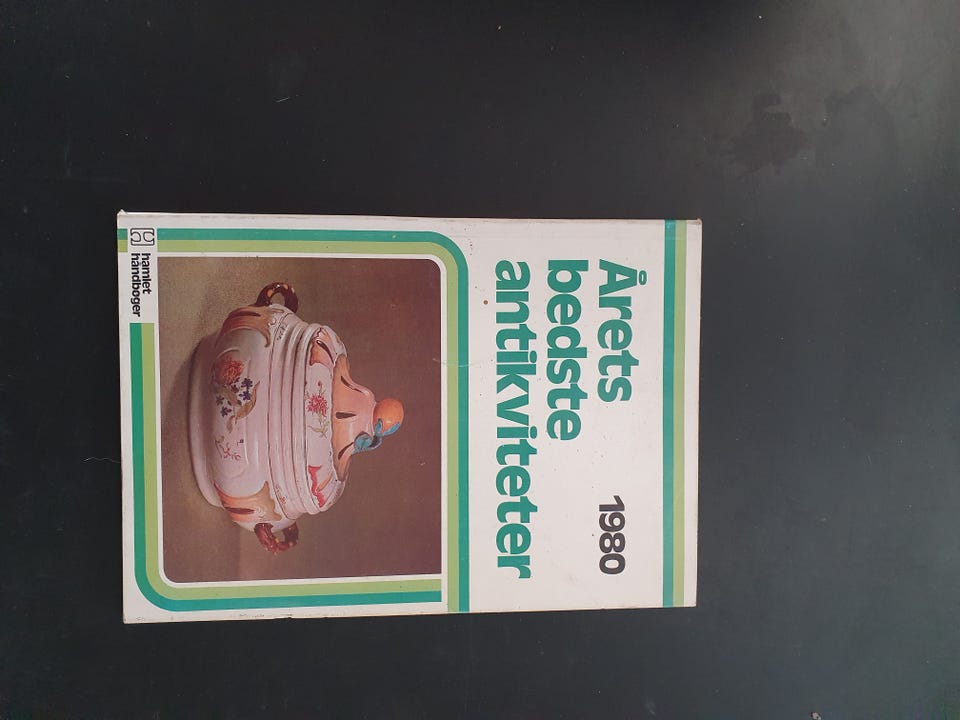 Årets
bedste
antikviteter
1980
hamlet
håndbøger